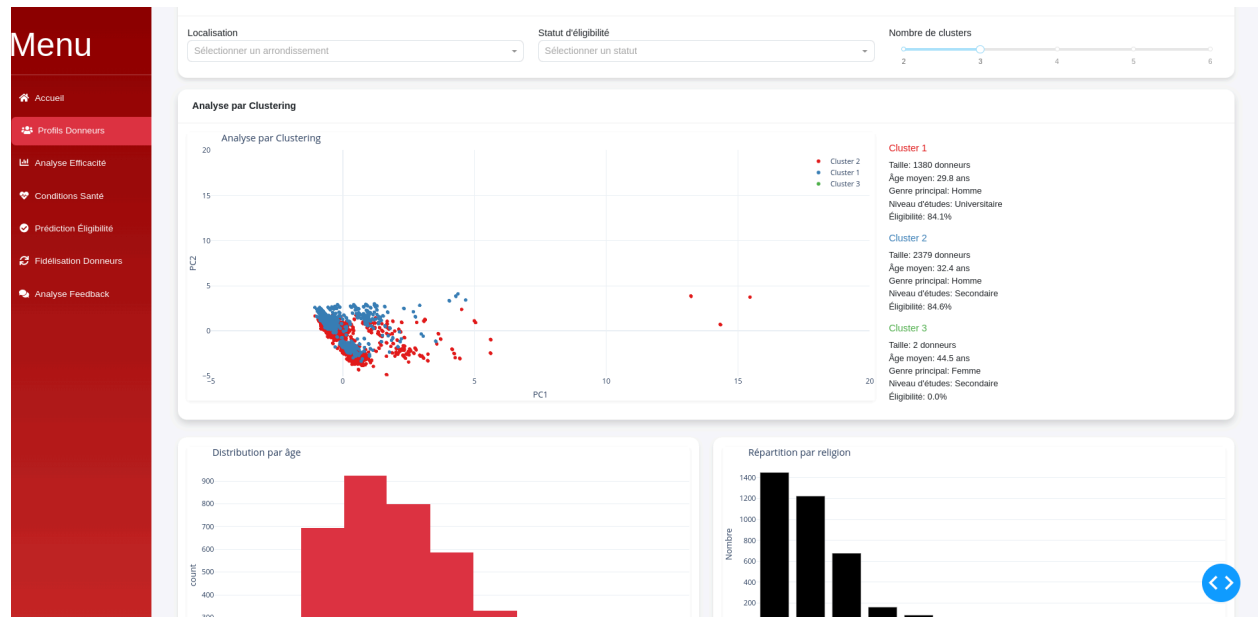 Menu
Accueil
Profils Donneurs
Analyse Efficacité
Conditions Santé
Prédiction Éligibilité
Fidélisation Donneurs
Analyse Feedback
Localisation
Sélectionner un arrondissement
Statut d'éligibilité
Sélectionner un statut
Nombre de clusters
2 3 4 5 6
Analyse par Clustering
Analyse par Clustering
20
15
10
5
0
−5
PC2
−5 0 5 10 15 20
PC1
Cluster 2
Cluster 1
Cluster 3
Cluster 1
Taille: 1380 donneurs
Âge moyen: 29.8 ans
Genre principal: Homme
Niveau d'études: Universitaire
Éligibilité: 84.1%
Cluster 2
Taille: 2379 donneurs
Âge moyen: 32.4 ans
Genre principal: Homme
Niveau d'études: Secondaire
Éligibilité: 84.6%
Cluster 3
Taille: 2 donneurs
Âge moyen: 44.5 ans
Genre principal: Femme
Niveau d'études: Secondaire
Éligibilité: 0.0%
Distribution par âge
900
800
700
600
500
400
300
count
Répartition par religion
1400
1200
1000
800
600
400
200
Nombre